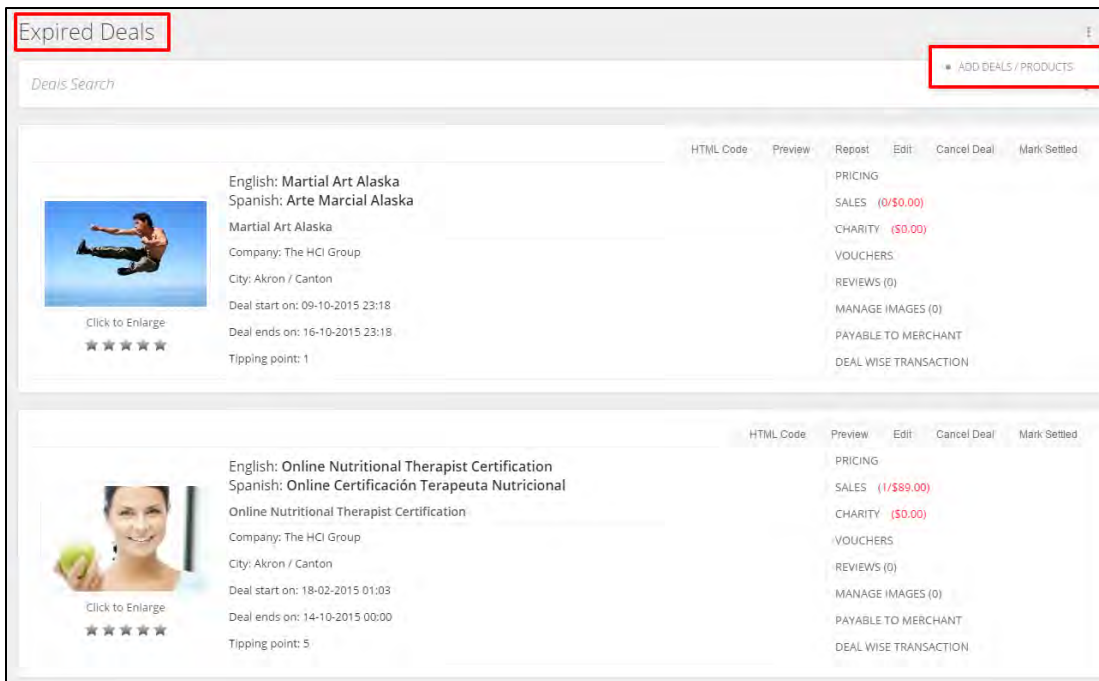 Expired Deals
ADD DEALS / PRODUCTS
Deals Search
HTML Code Preview Repost Edit Cancel Deal Mark Settled
English: Martial Art Alaska
Spanish: Arte Marcial Alaska
Martial Art Alaska
Company: The HCI Group
City: Akron / Canton
Deal start on: 09-10-2015 23:18
Deal ends on: 16-10-2015 23:18
Tipping point: 1
Click to Enlarge
PRICING
SALES (0/$0.00)
CHARITY ($0.00)
VOUCHERS
REVIEWS (0)
MANAGE IMAGES (0)
PAYABLE TO MERCHANT
DEAL WISE TRANSACTION
HTML Code Preview Edit Cancel Deal Mark Settled
English: Online Nutritional Therapist Certification
Spanish: Online Certificación Terapeuta Nutricional
Online Nutritional Therapist Certification
Company: The HCI Group
City: Akron / Canton
Deal start on: 18-02-2015 01:03
Deal ends on: 14-10-2015 00:00
Tipping point: 5
Click to Enlarge
PRICING
SALES (1/$89.00)
CHARITY ($0.00)
VOUCHERS
REVIEWS (0)
MANAGE IMAGES (0)
PAYABLE TO MERCHANT
DEAL WISE TRANSACTION